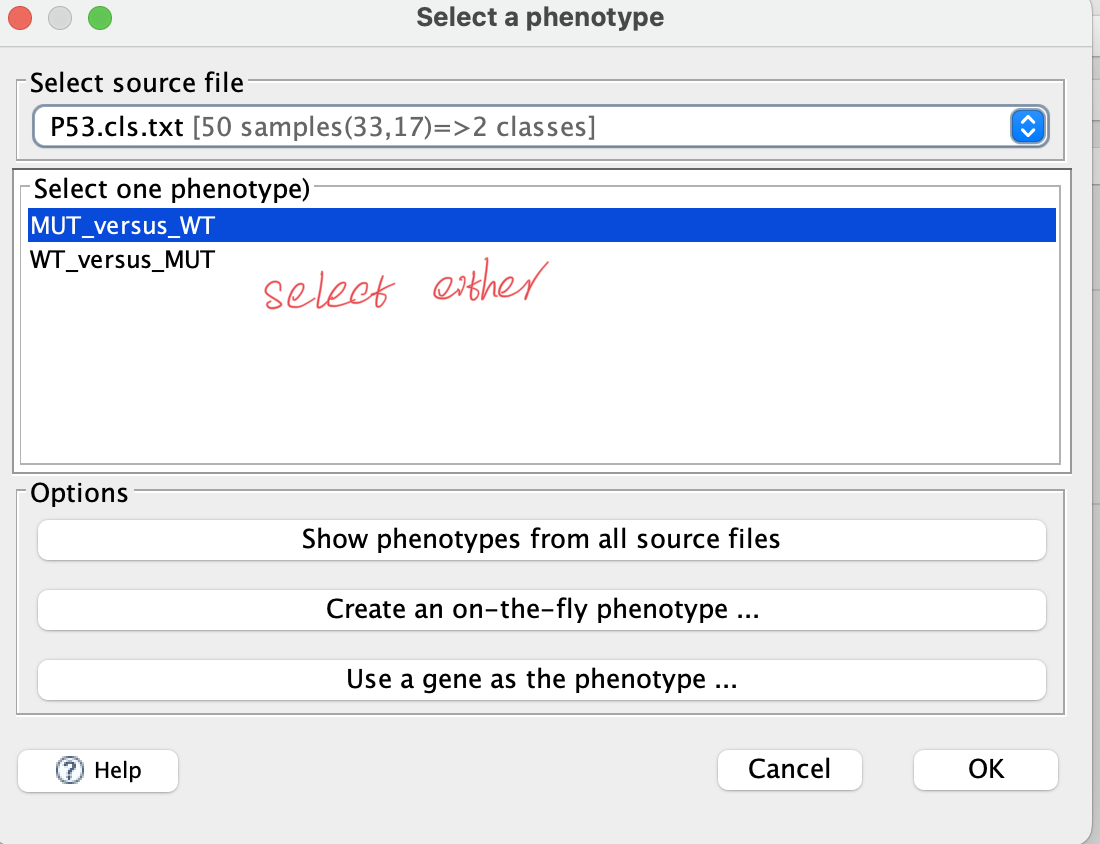 Select a phenotype
Select source file
P53.cls.txt [50 samples(33,17)=>2 classes]
Select one phenotype)
MUT_versus_WT
WT_versus_MUT
select either
Options
Show phenotypes from all source files
Create an on-the-fly phenotype ...
Use a gene as the phenotype ...
? Help
Cancel
OK